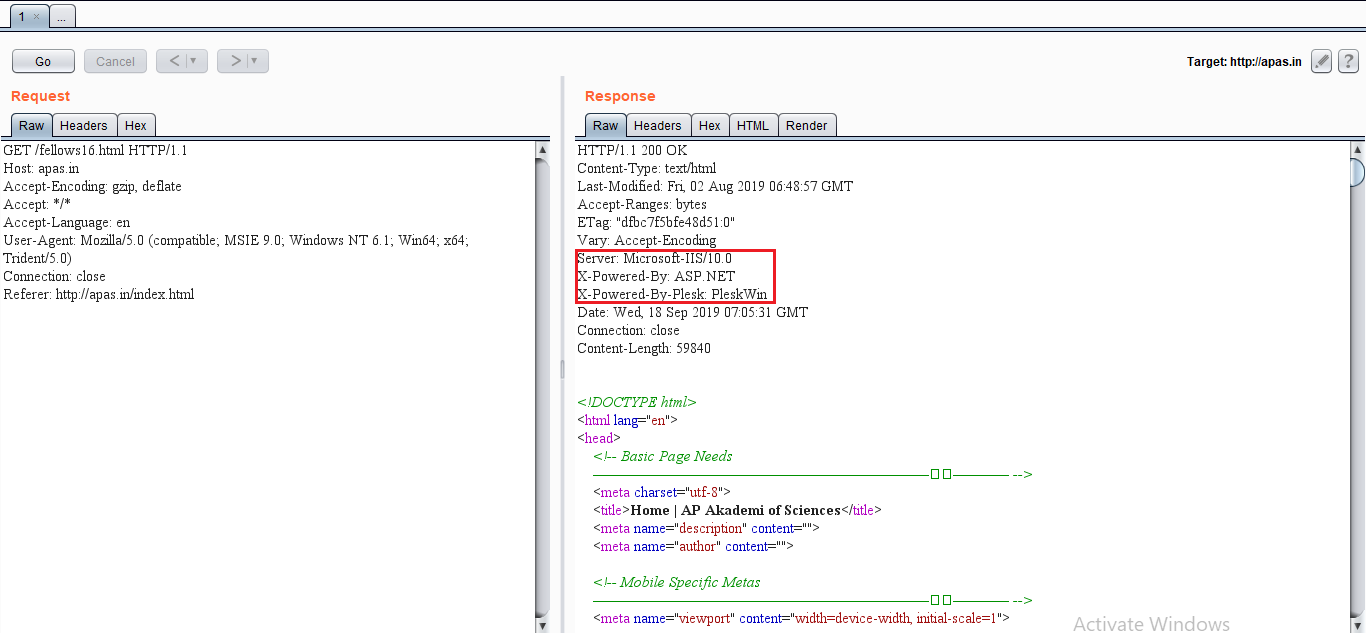 1 × ...
Go Cancel < ▼ > ▼ Target: http://apas.in ?
Request
Raw Headers Hex
GET /fellows16.html HTTP/1.1
Host: apas.in
Accept-Encoding: gzip, deflate
Accept: */*
Accept-Language: en
User-Agent: Mozilla/5.0 (compatible; MSIE 9.0; Windows NT 6.1; Win64; x64;
Trident/5.0)
Connection: close
Referer: http://apas.in/index.html
Response
Raw Headers Hex HTML Render
HTTP/1.1 200 OK
Content-Type: text/html
Last-Modified: Fri, 02 Aug 2019 06:48:57 GMT
Accept-Ranges: bytes
ETag: "dfbc7f5bfe48d51:0"
Vary: Accept-Encoding
Server: Microsoft-IIS/10.0
X-Powered-By: ASP.NET
X-Powered-By-Plesk: PleskWin
Date: Wed, 18 Sep 2019 07:05:31 GMT
Connection: close
Content-Length: 59840
<!DOCTYPE html>
<html lang="en">
<head>
<!-- Basic Page Needs
————————————————————————□□———— -->
<meta charset="utf-8">
<title>Home | AP Akademi of Sciences</title>
<meta name="description" content="">
<meta name="author" content="">
<!-- Mobile Specific Metas
————————————————————————□□———— -->
<meta name="viewport" content="width=device-width, initial-scale=1">
Activate Windows